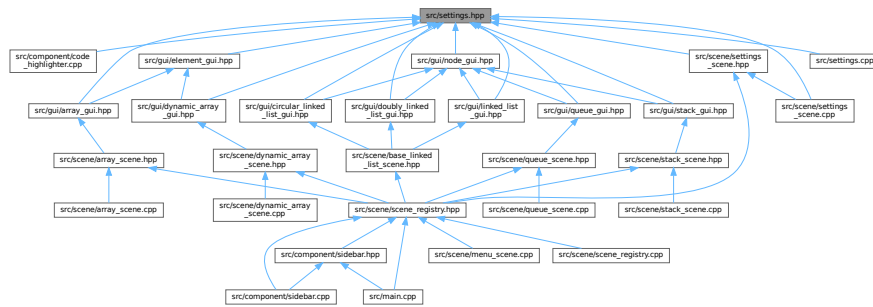 src/settings.hpp
src/component/code
_highlighter.cpp
src/gui/element_gui.hpp
src/gui/node_gui.hpp
src/scene/settings
_scene.hpp
src/settings.cpp
src/gui/array_gui.hpp
src/gui/dynamic_array
_gui.hpp
src/gui/circular_linked
_list_gui.hpp
src/gui/doubly_linked
_list_gui.hpp
src/gui/linked_list
_gui.hpp
src/gui/queue_gui.hpp
src/gui/stack_gui.hpp
src/scene/settings
_scene.cpp
src/scene/array_scene.hpp
src/scene/dynamic_array
_scene.hpp
src/scene/base_linked
_list_scene.hpp
src/scene/queue_scene.hpp
src/scene/stack_scene.hpp
src/scene/array_scene.cpp
src/scene/dynamic_array
_scene.cpp
src/scene/scene_registry.hpp
src/scene/queue_scene.cpp
src/scene/stack_scene.cpp
src/component/sidebar.hpp
src/scene/menu_scene.cpp
src/scene/scene_registry.cpp
src/component/sidebar.cpp
src/main.cpp